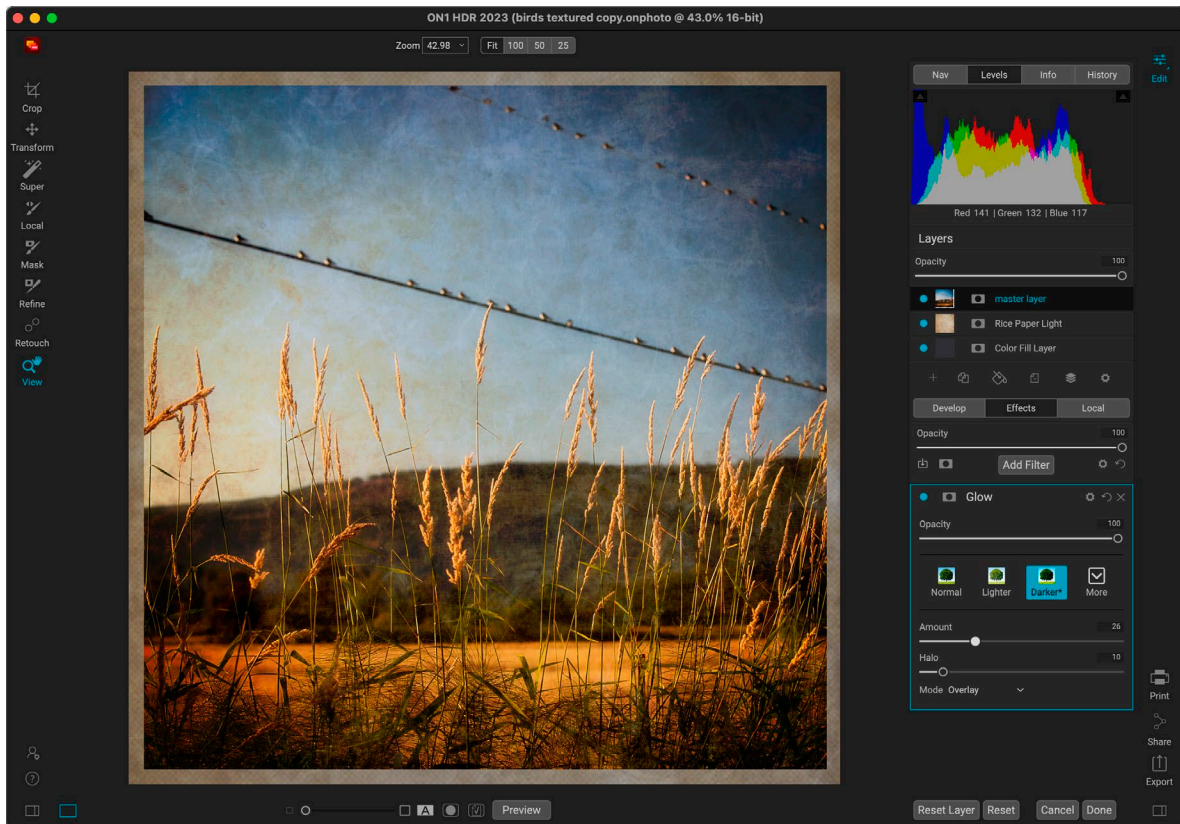 ON1 HDR 2023 (birds textured copy.onphoto @ 43.0% 16-bit)
Zoom 42.98 Fit 100 50 25
Crop
Transform
Super
Local
Mask
Refine
Retouch
View
Nav Levels Info History
Red 141 | Green 132 | Blue 117
Layers
Opacity 100
master layer
Rice Paper Light
Color Fill Layer
Develop Effects Local
Opacity 100
Add Filter
Glow
Opacity 100
Normal Lighter Darker* More
Amount 26
Halo 10
Mode Overlay
Edit
Print
Share
Export
? 
A Preview
Reset Layer Reset Cancel Done